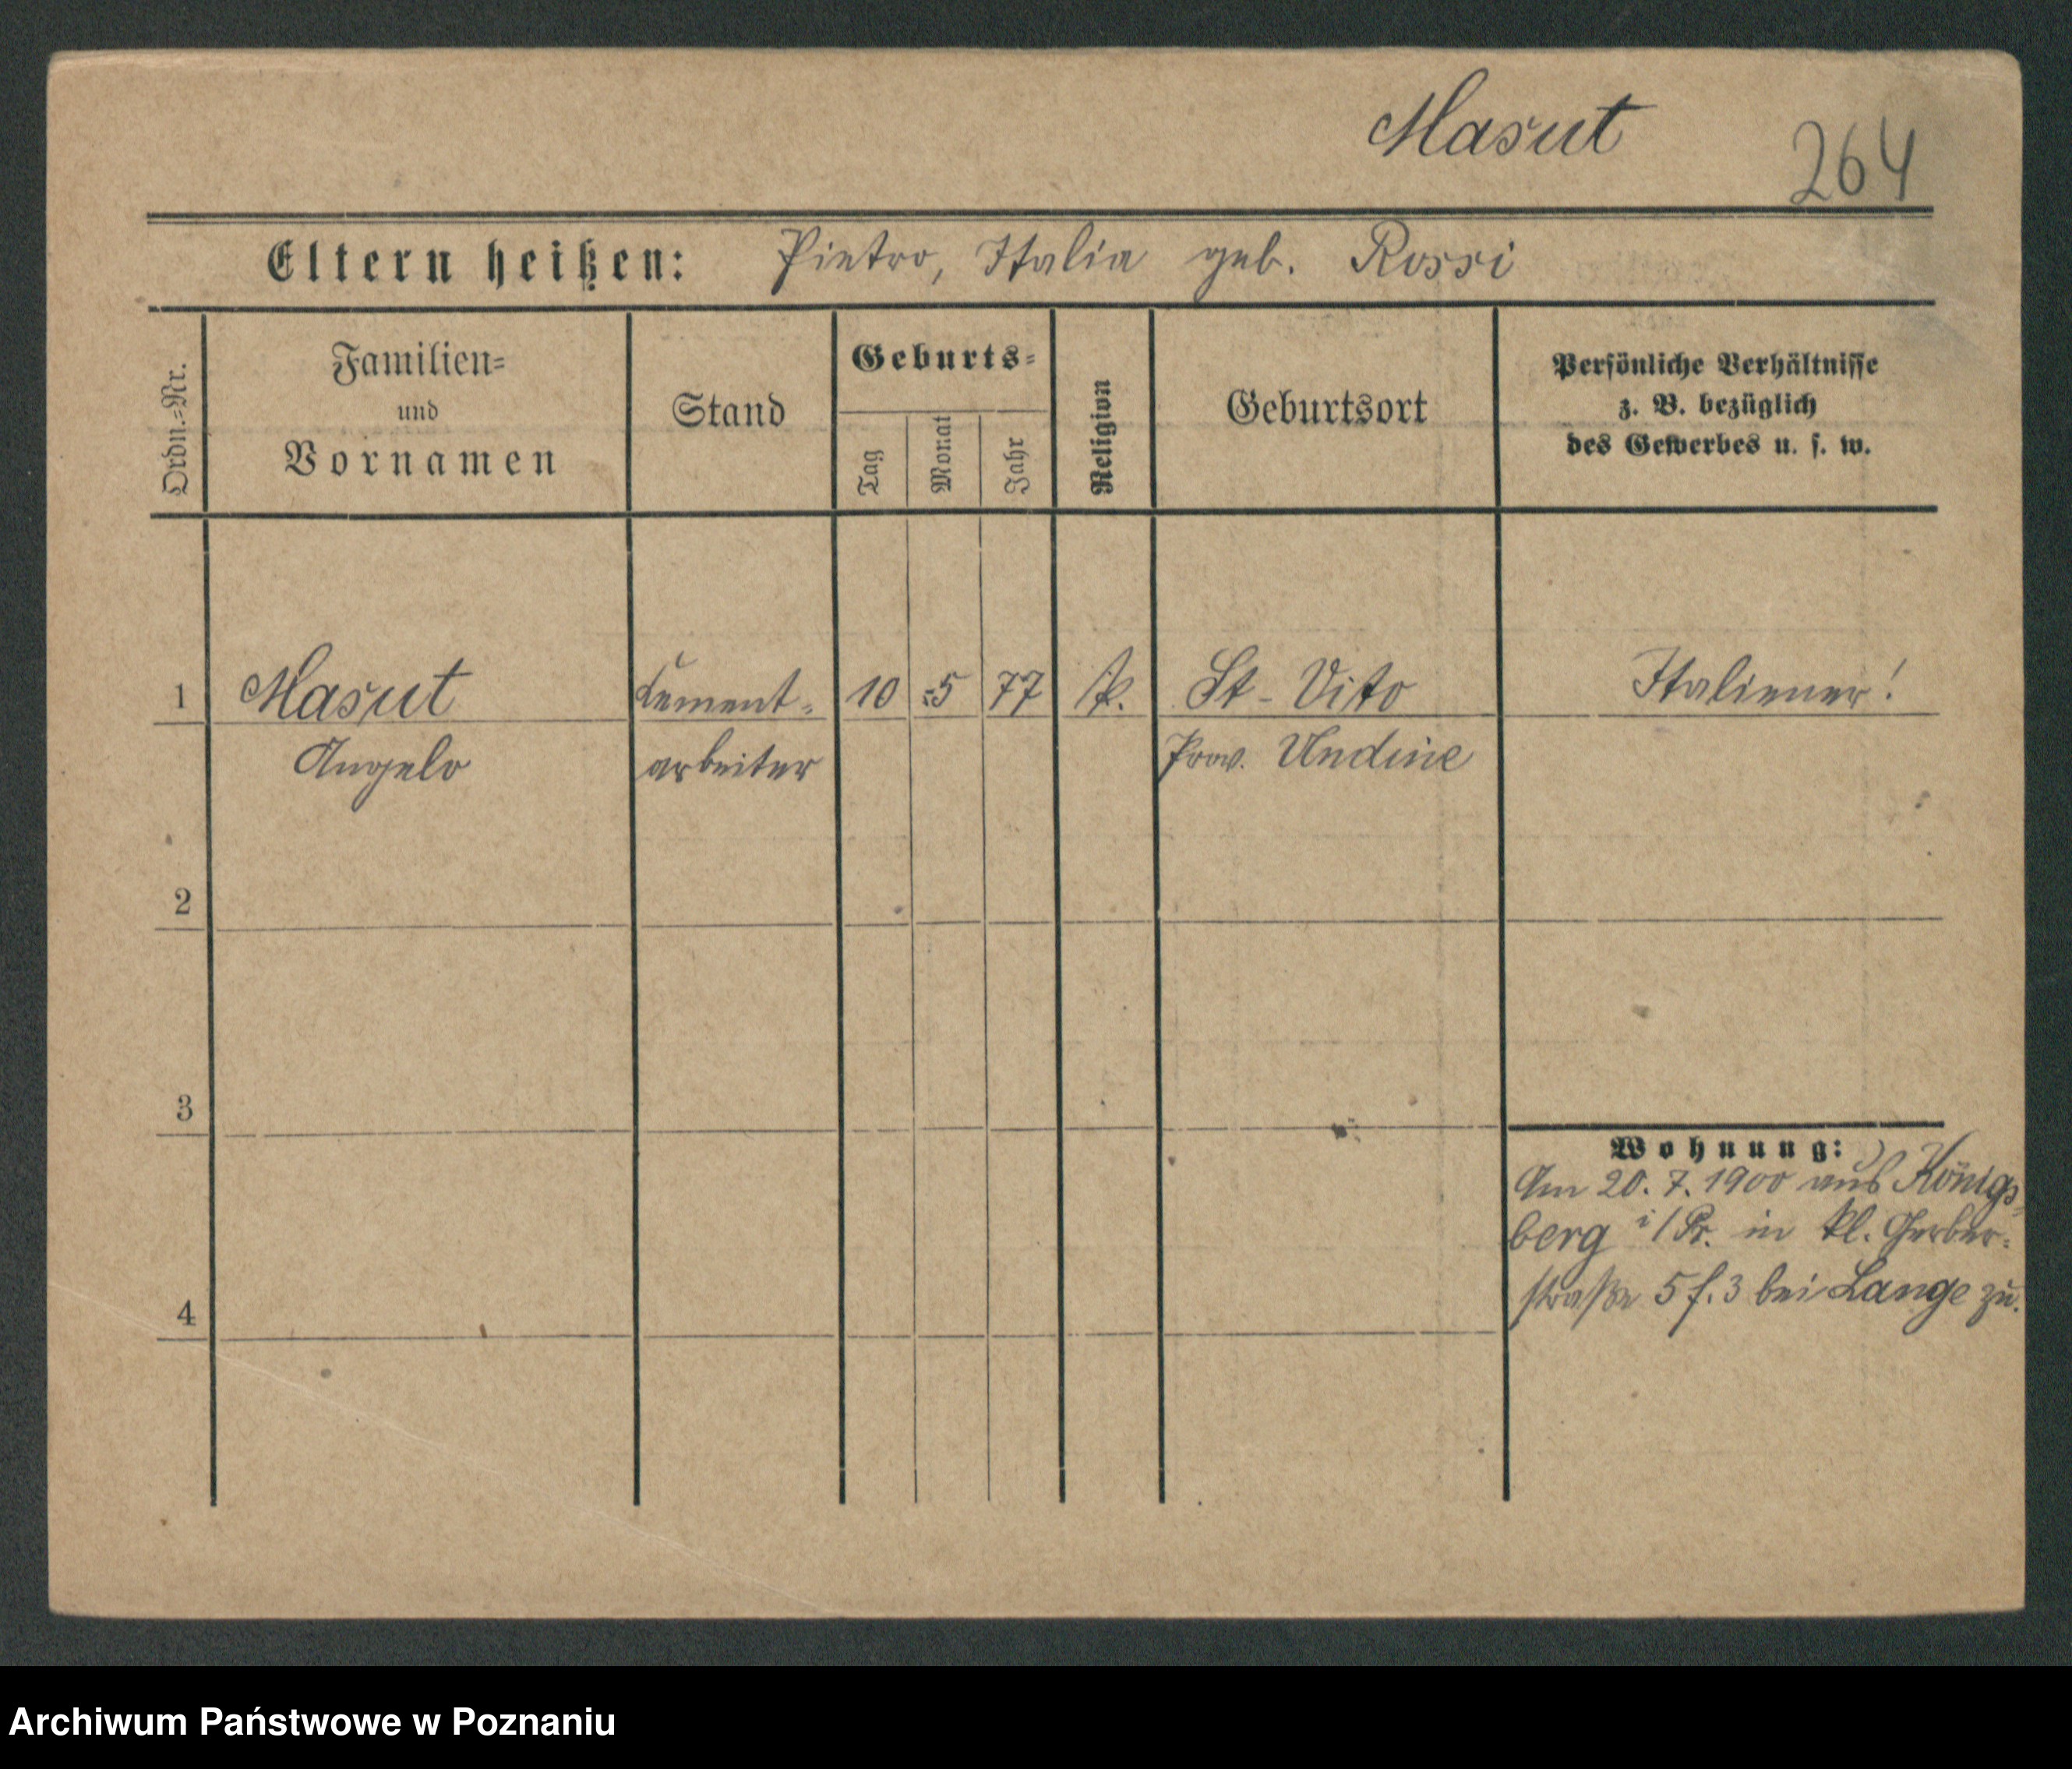 Masut
264
Eltern heißen: Pietro, Italia geb. Rossi
Ordn.=Nr.
Familien=
und
Vornamen
Stand
Geburts=
Tag
Monat
Jahr
Religion
Geburtsort
Persönliche Verhältnisse
z. B. bezüglich
des Gewerbes u. s. w.
1 Masut Cement- 10 5 77 k. St-Vito Italiener!
Angelo arbeiter Prov. Undine
2
3
4
Wohnung:
Am 20. 7. 1900 aus Königs-
berg i/Pr. in kl. Gerber-
straße 5 f. 3 bei Lange zu.
Archiwum Państwowe w Poznaniu